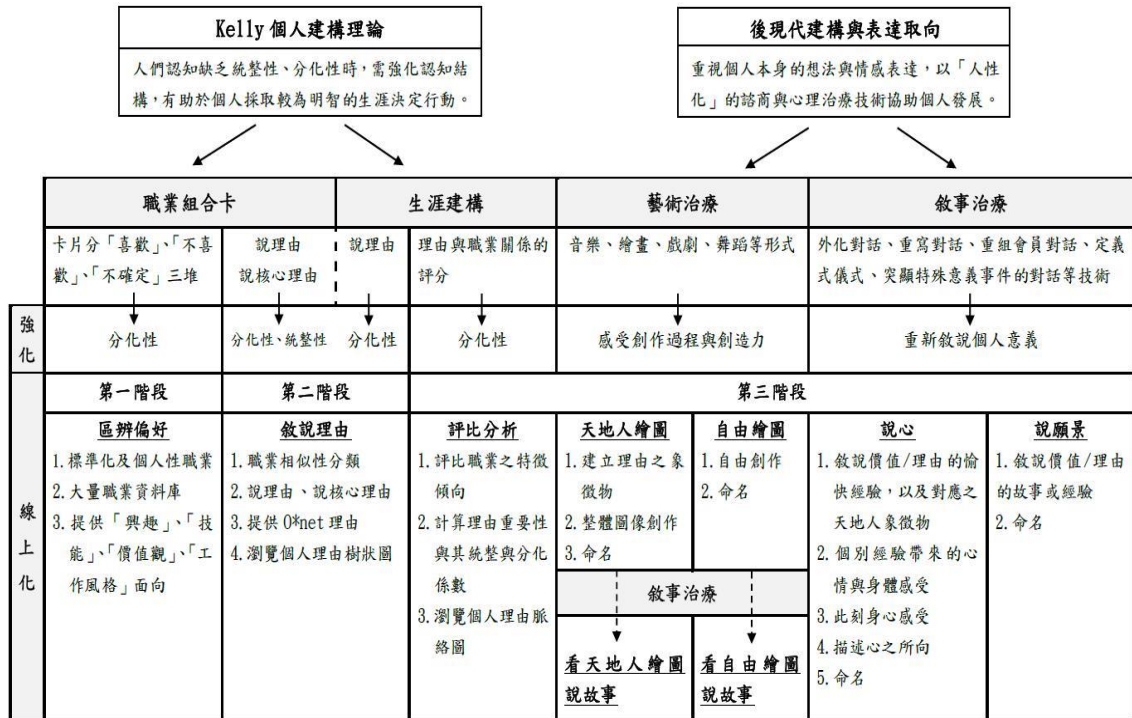 Kelly 個人建構理論
人們認知缺乏統整性、分化性時，需強化認知結
構，有助於個人採取較為明智的生涯決定行動。
後現代建構與表達取向
重視個人本身的想法與情感表達，以「人性
化」的諮商與心理治療技術協助個人發展。
職業組合卡
生涯建構
藝術治療
敘事治療
卡片分「喜歡」、「不喜
歡」、「不確定」三堆
說理由
說核心理由
說理由
理由與職業關係的
評分
音樂、繪畫、戲劇、舞蹈等形式
外化對話、重寫對話、重組會員對話、定義
式儀式、突顯特殊意義事件的對話等技術
強化
分化性
分化性、統整性
分化性
分化性
感受創作過程與創造力
重新敘說個人意義
線上化
第一階段
第二階段
第三階段
區辨偏好
1. 標準化及個人性職業
2. 大量職業資料庫
3. 提供「興趣」、「技
能」、「價值觀」、「工
作風格」面向
敘說理由
1. 職業相似性分類
2. 說理由、說核心理由
3. 提供 O*net 理由
4. 瀏覽個人理由樹狀圖
評比分析
1. 評比職業之特徵
傾向
2. 計算理由重要性
與其統整與分化
係數
3. 瀏覽個人理由脈
絡圖
天地人繪圖
1. 建立理由之象
徵物
2. 整體圖像創作
3. 命名
自由繪圖
1. 自由創作
2. 命名
敘事治療
看天地人繪圖
說故事
看自由繪圖
說故事
說心
1. 敘說價值/理由的愉
快經驗，以及對應之
天地人象徵物
2. 個別經驗帶來的心
情與身體感受
3. 此刻身心感受
4. 描述心之所向
5. 命名
說願景
1. 敘說價值/理由
的故事或經驗
2. 命名